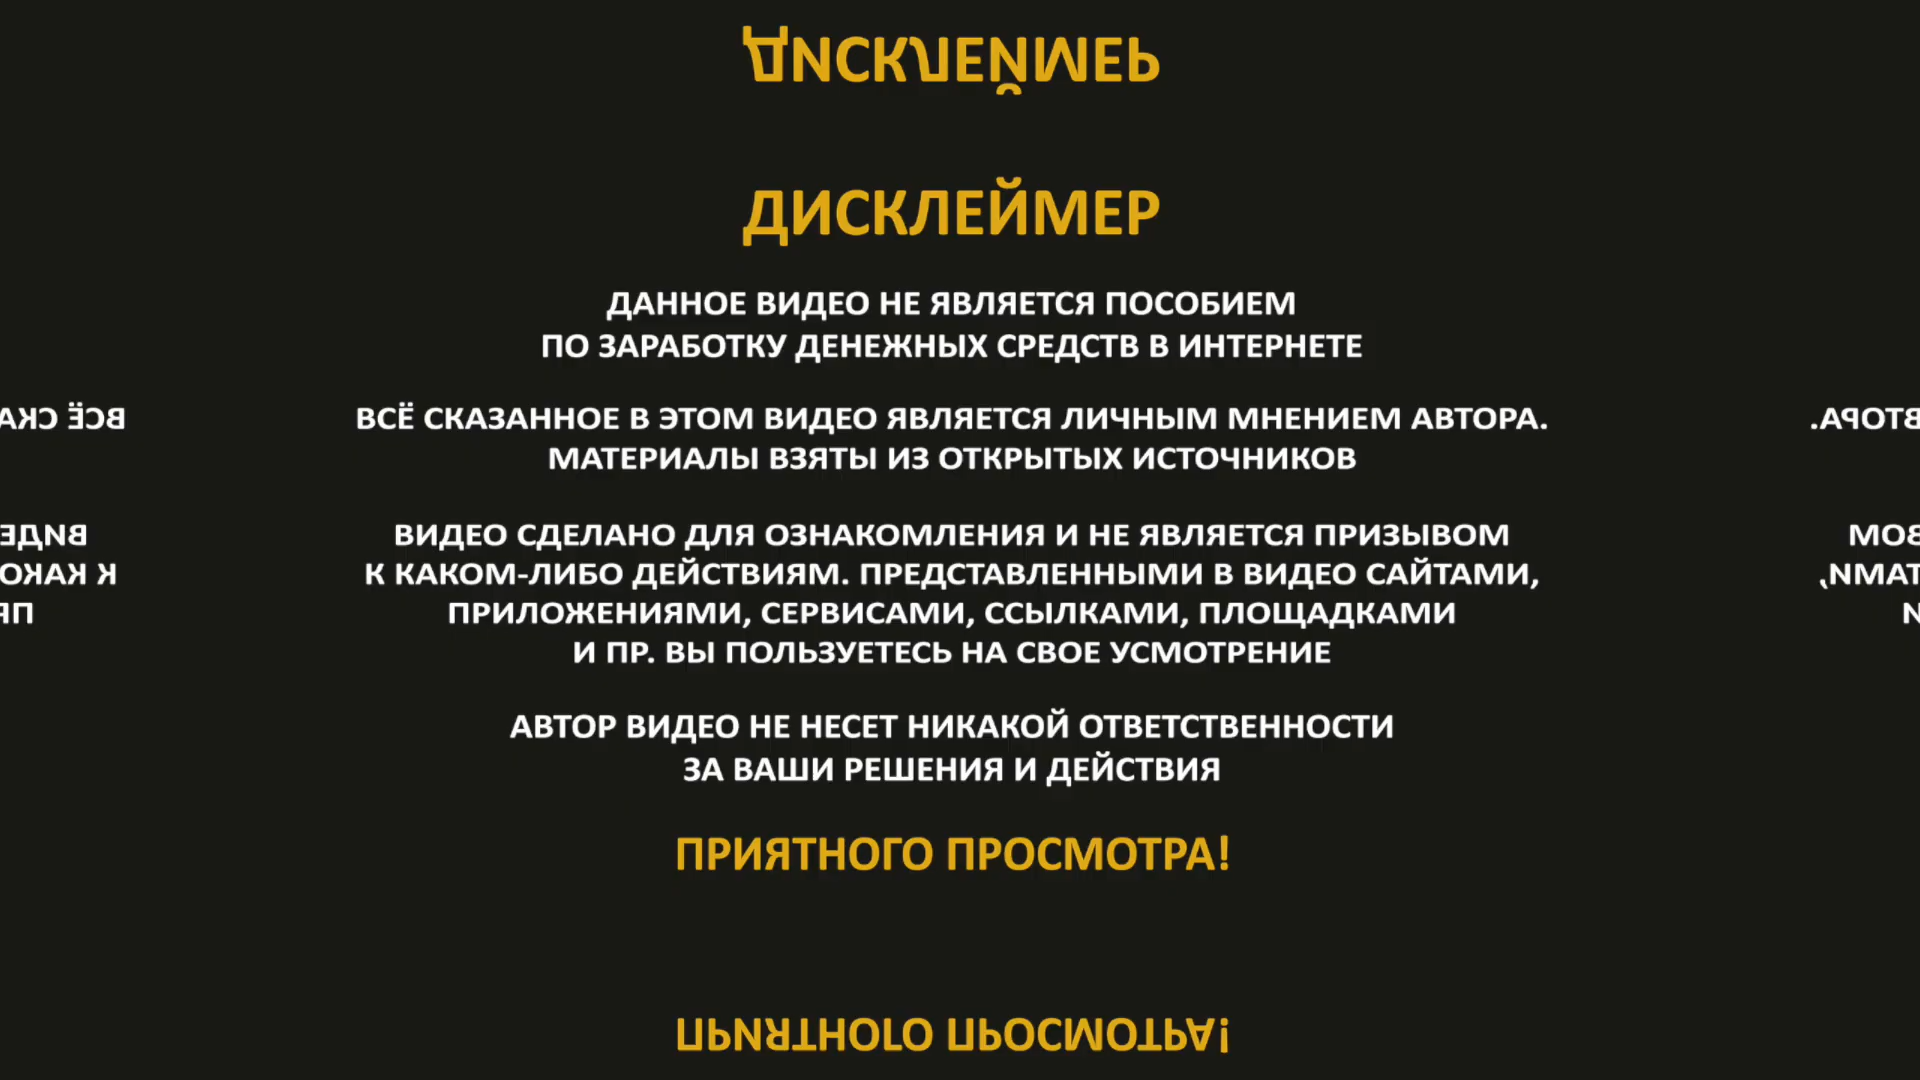 ДИСКЛЕЙМЕР
ДИСКЛЕЙМЕР
ДАННОЕ ВИДЕО НЕ ЯВЛЯЕТСЯ ПОСОБИЕМ
ПО ЗАРАБОТКУ ДЕНЕЖНЫХ СРЕДСТВ В ИНТЕРНЕТЕ
ВСЁ СКАЗАННОЕ В ЭТОМ ВИДЕО ЯВЛЯЕТСЯ ЛИЧНЫМ МНЕНИЕМ АВТОРА.
МАТЕРИАЛЫ ВЗЯТЫ ИЗ ОТКРЫТЫХ ИСТОЧНИКОВ
ВИДЕО СДЕЛАНО ДЛЯ ОЗНАКОМЛЕНИЯ И НЕ ЯВЛЯЕТСЯ ПРИЗЫВОМ
К КАКОМ-ЛИБО ДЕЙСТВИЯМ. ПРЕДСТАВЛЕННЫМИ В ВИДЕО САЙТАМИ,
ПРИЛОЖЕНИЯМИ, СЕРВИСАМИ, ССЫЛКАМИ, ПЛОЩАДКАМИ
И ПР. ВЫ ПОЛЬЗУЕТЕСЬ НА СВОЕ УСМОТРЕНИЕ
АВТОР ВИДЕО НЕ НЕСЕТ НИКАКОЙ ОТВЕТСТВЕННОСТИ
ЗА ВАШИ РЕШЕНИЯ И ДЕЙСТВИЯ
ПРИЯТНОГО ПРОСМОТРА!
ПРИЯТНОГО ПРОСМОТРА!